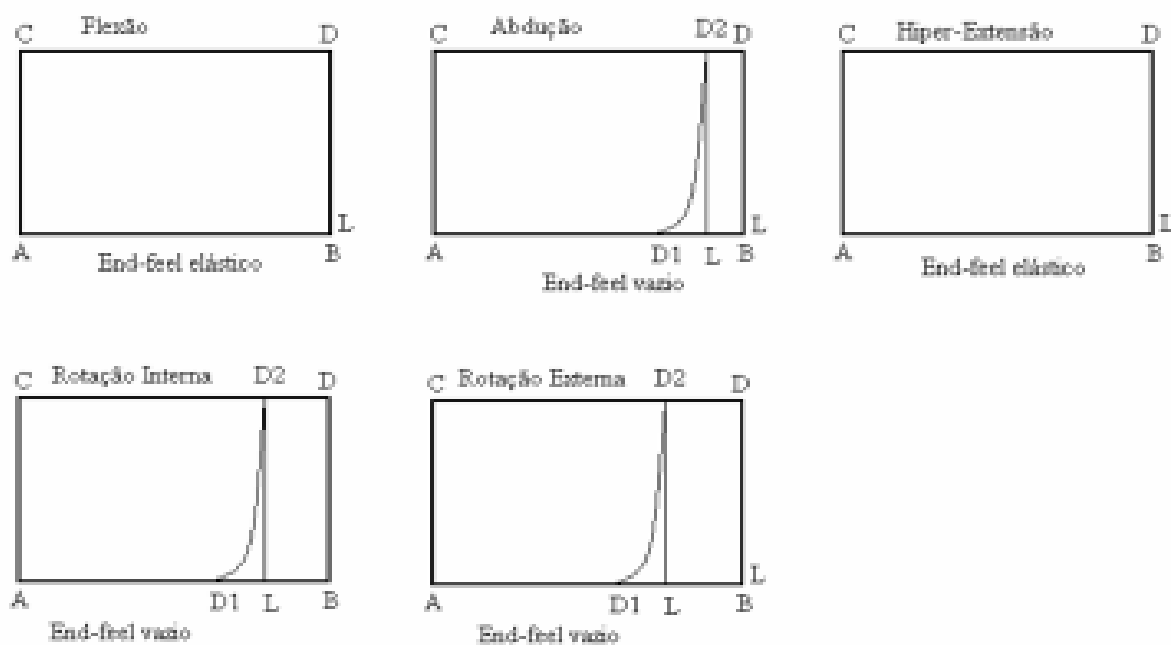 C Flexão D
L
A B
End-feel elástico
C Abdução D2 D
L
D1 L B
A
End-feel vazio
C Hiper-Extensão D
L
A B
End-feel elástico
C Rotação Interna D2 D
A D1 L B
End-feel vazio
C Rotação Externa D2 D
L
A D1 L B
End-feel vazio